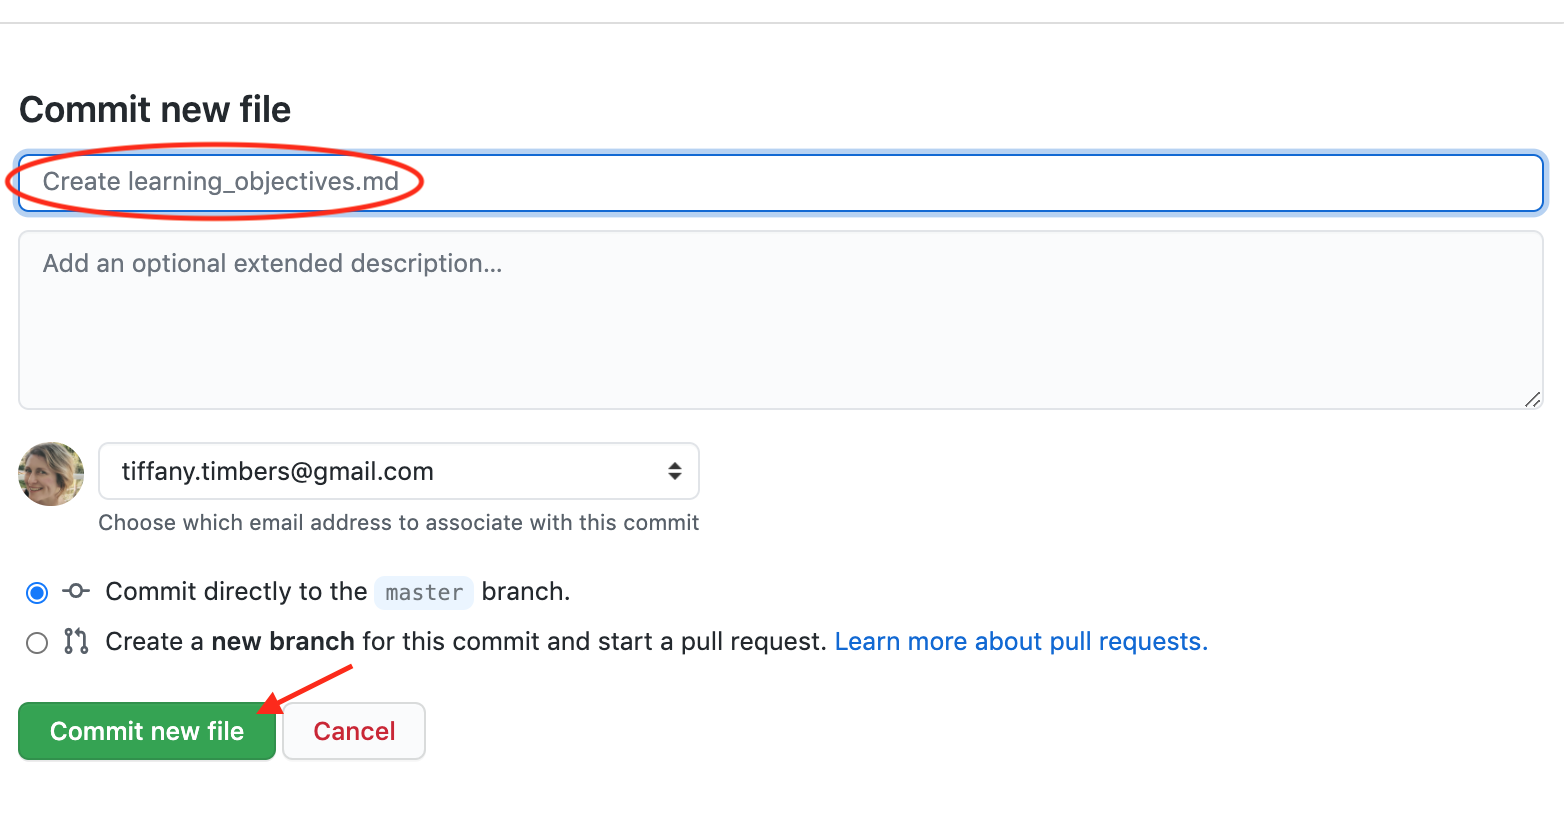 Commit new file
Create learning_objectives.md
Add an optional extended description...
tiffany.timbers@gmail.com
Choose which email address to associate with this commit
Commit directly to the master branch.
Create a new branch for this commit and start a pull request. Learn more about pull requests.
Commit new file
Cancel